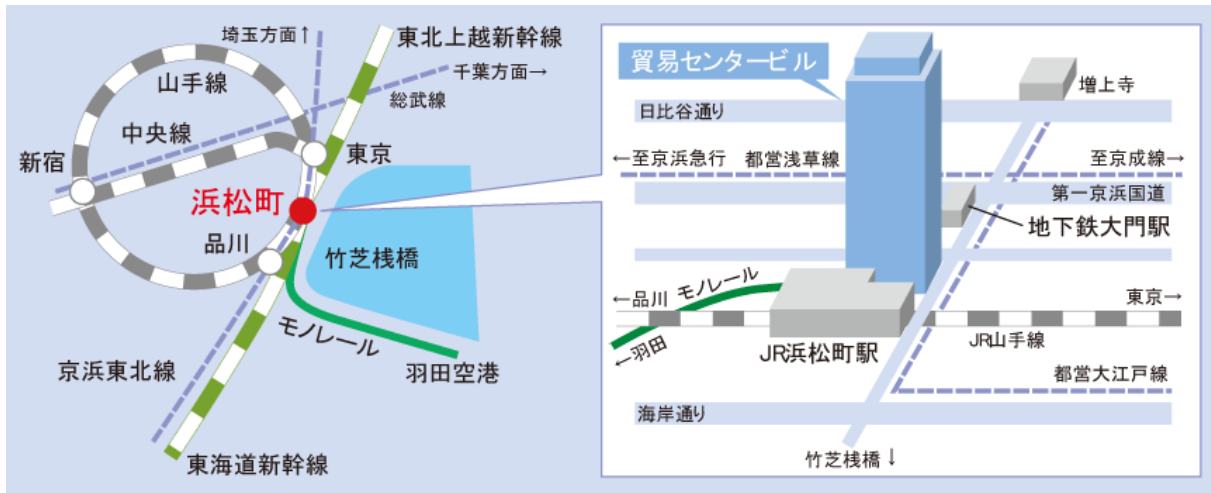 埼玉方面↑
東北上越新幹線
千葉方面→
総武線
山手線
中央線
新宿
東京
浜松町
品川
竹芝桟橋
モノレール
羽田空港
京浜東北線
東海道新幹線
貿易センタービル
増上寺
日比谷通り
←至京浜急行
都営浅草線
至京成線→
第一京浜国道
地下鉄大門駅
←品川
モノレール
東京→
←羽田
JR浜松町駅
JR山手線
都営大江戸線
海岸通り
竹芝桟橋↓